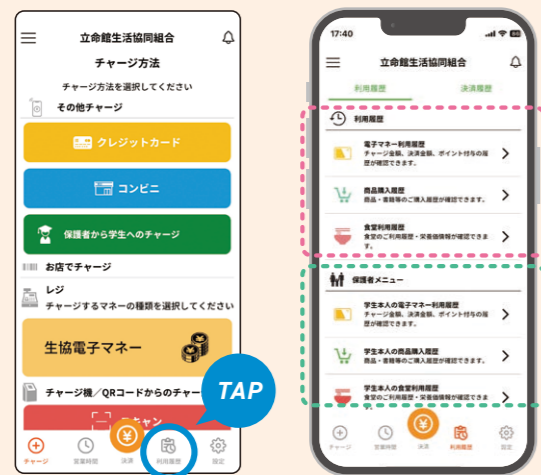 立命館生活協同組合
チャージ方法
チャージ方法を選択してください
その他チャージ
クレジットカード
コンビニ
保護者から学生へのチャージ
お店でチャージ
レジ
チャージするマネーの種類を選択してください
生協電子マネー
チャージ機/QRコードからのチャー
TAP
チャージ
営業時間
決済
利用履歴
設定
17:40
立命館生活協同組合
利用履歴
決済履歴
利用履歴
電子マネー利用履歴
チャージ金額、決済金額、ポイント付与の履
歴が確認できます。
商品購入履歴
商品・書籍等のご購入履歴が確認できます。
食堂利用履歴
食堂のご利用履歴・栄養価情報が確認できま
す。
保護者メニュー
学生本人の電子マネー利用履歴
チャージ金額、決済金額、ポイント付与の履
歴が確認できます。
学生本人の商品購入履歴
商品・書籍等のご購入履歴が確認できます。
学生本人の食堂利用履歴
食堂のご利用履歴・栄養価情報が確認できま
チャージ
営業時間
決済
利用履歴
設定